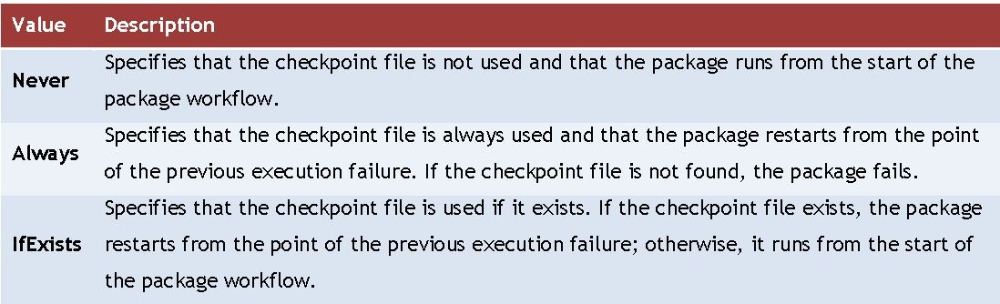 Value Description
Specifies that the checkpoint file is not used and that the package runs from the start of the
Never
package workflow.
Specifies that the checkpoint file is always used and that the package restarts from the point
Always
of the previous execution failure. If the checkpoint file is not found, the package fails.
Specifies that the checkpoint file is used if it exists. If the checkpoint file exists, the package
IfExists restarts from the point of the previous execution failure; otherwise, it runs from the start of
the package workflow.